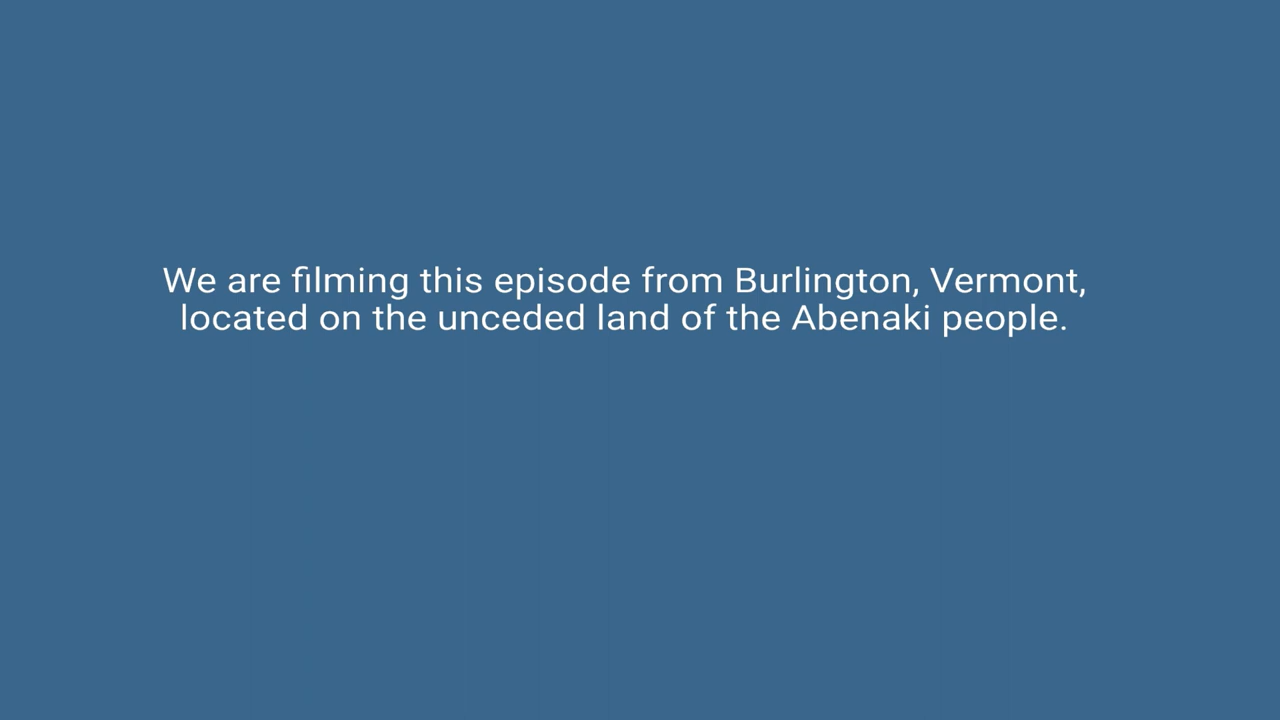 We are filming this episode from Burlington, Vermont,
located on the unceded land of the Abenaki people.